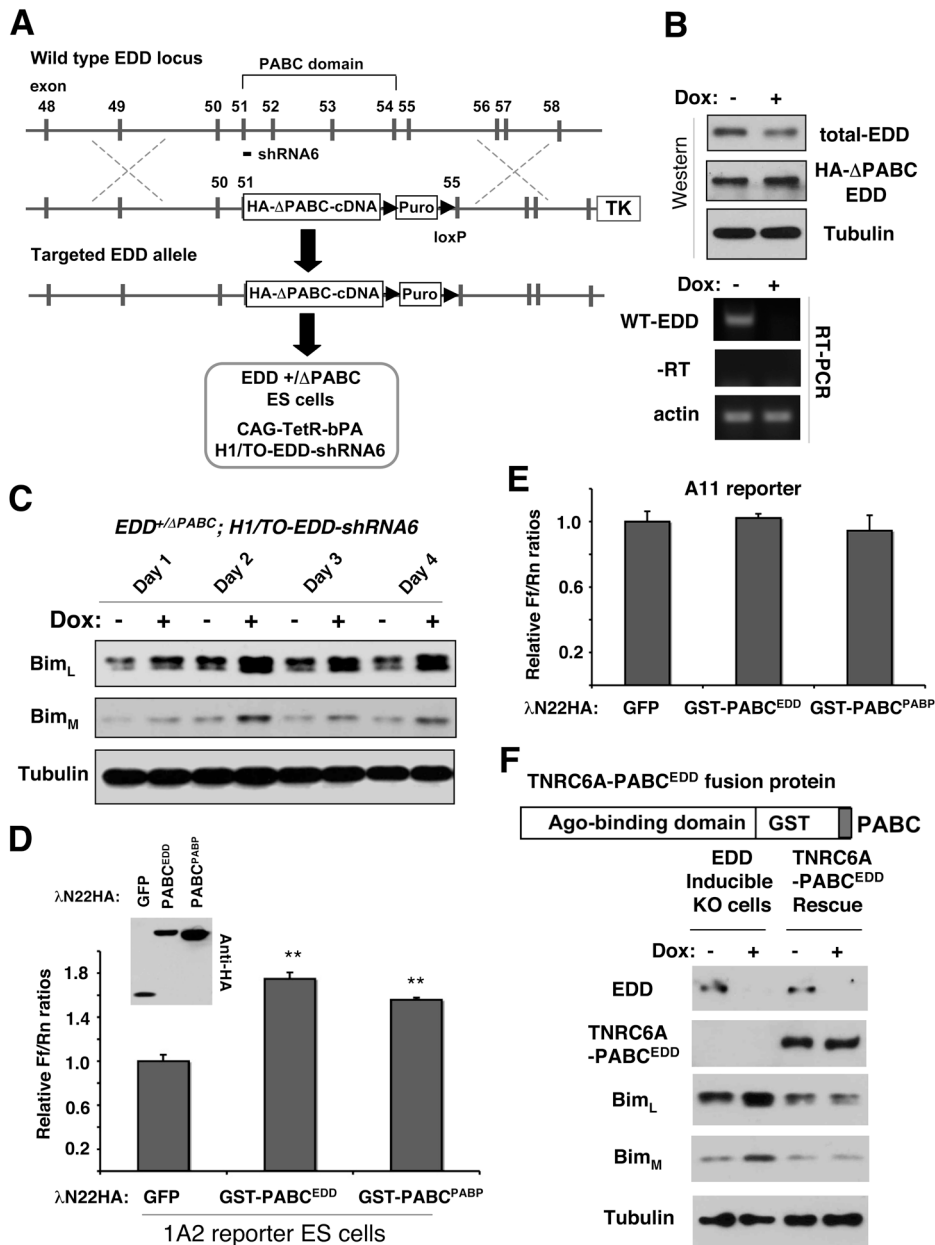 A
Wild type EDD locus
PABC domain
exon
48 49 50 51 52 53 54 55 56 57 58
shRNA6
50 51 55
HA-ΔPABC-cDNA Puro TK
loxP
Targeted EDD allele
HA-ΔPABC-cDNA Puro
EDD +/ΔPABC
ES cells
CAG-TetR-bPA
H1/TO-EDD-shRNA6
B
Dox: - +
Western
total-EDD
HA-ΔPABC
EDD
Tubulin
Dox: - +
WT-EDD
-RT
actin
RT-PCR
C
EDD+/ΔPABC; H1/TO-EDD-shRNA6
Day 1 Day 2 Day 3 Day 4
Dox: - + - + - + - +
BimL
BimM
Tubulin
D
λN22HA: GFP PABCEDD PABCPABP
Anti-HA
Relative Ff/Rn ratios
1.8
1.4
1.0
0.6
0.2
** **
λN22HA: GFP GST-PABCEDD GST-PABCPABP
1A2 reporter ES cells
E
A11 reporter
Relative Ff/Rn ratios
1.0
0.6
0.2
λN22HA: GFP GST-PABCEDD GST-PABCPABP
F
TNRC6A-PABCEDD fusion protein
Ago-binding domain GST PABC
EDD
Inducible
KO cells
TNRC6A
-PABCEDD
Rescue
Dox: - + - +
EDD
TNRC6A
-PABCEDD
BimL
BimM
Tubulin